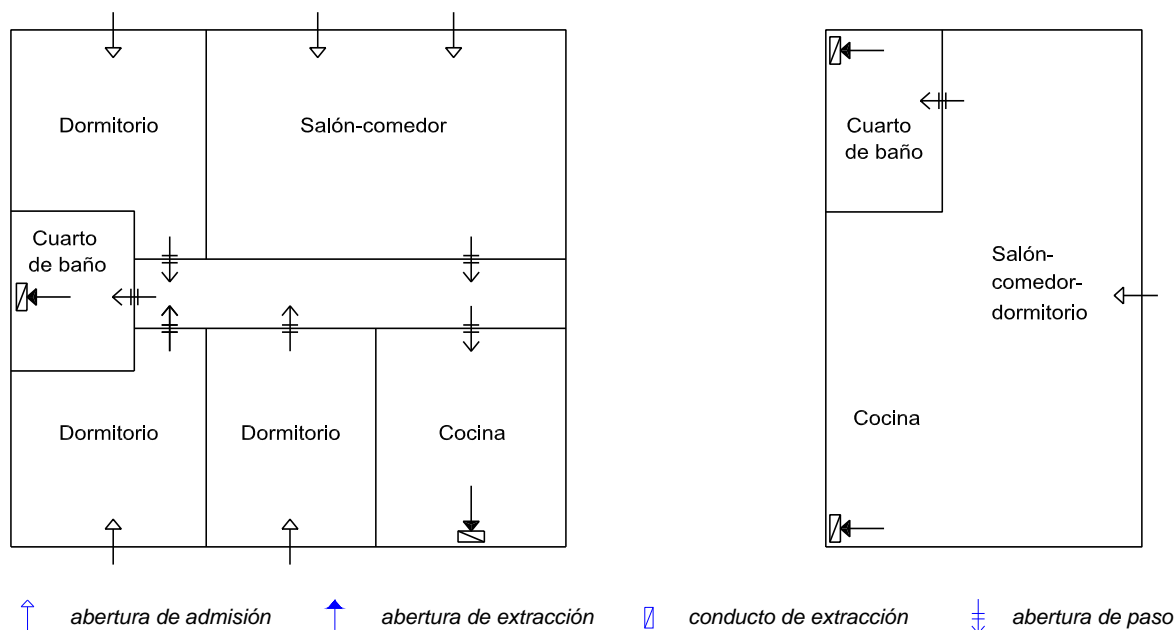 Dormitorio
Salón-comedor
Cuarto
de baño
Dormitorio
Dormitorio
Cocina
Cuarto
de baño
Salón-
comedor-
dormitorio
Cocina
abertura de admisión
abertura de extracción
conducto de extracción
abertura de paso